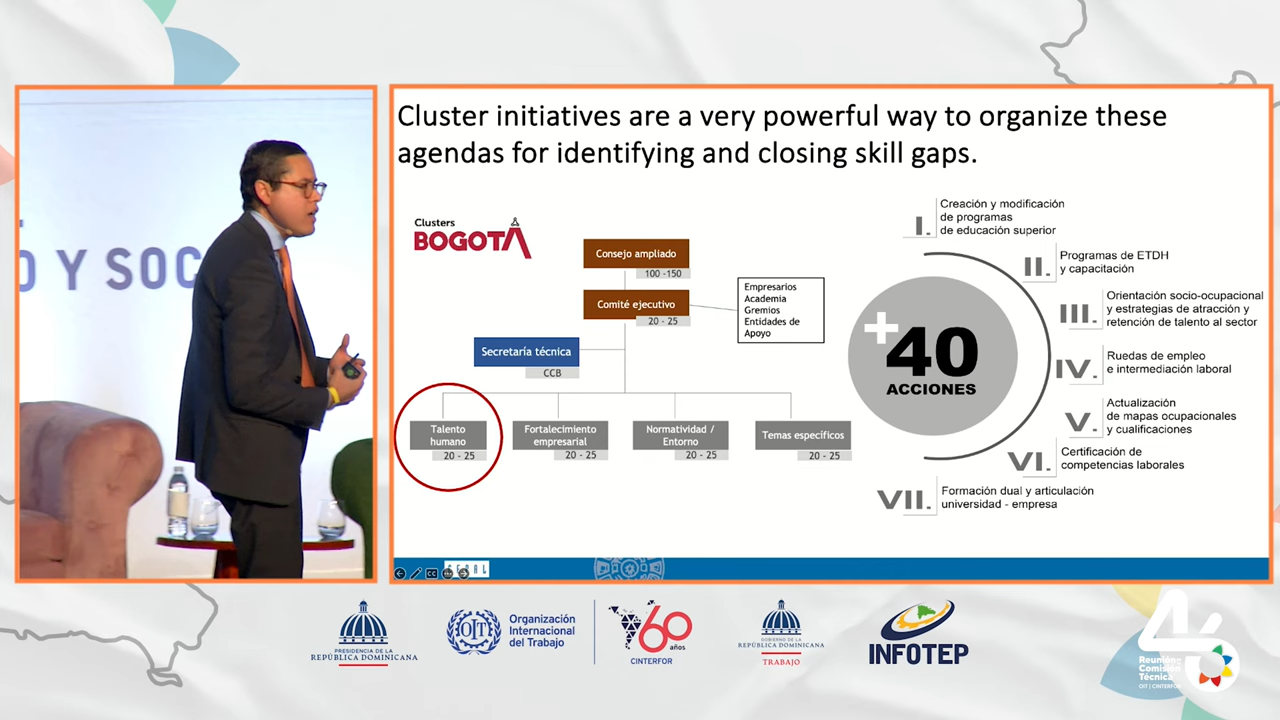 Y SOC
Cluster initiatives are a very powerful way to organize these
agendas for identifying and closing skill gaps.
Clusters
BOGOTÁ
Consejo ampliado
100 -150
Comité ejecutivo
20 - 25
Empresarios
Academia
Gremios
Entidades de
Apoyo
Secretaría técnica
CCB
Talento
humano
20 - 25
Fortalecimiento
empresarial
20 - 25
Normatividad /
Entorno
20 - 25
Temas específicos
20 - 25
+40
ACCIONES
I.
Creación y modificación
de programas
de educación superior
II.
Programas de ETDH
y capacitación
III.
Orientación socio-ocupacional
y estrategias de atracción y
retención de talento al sector
IV.
Ruedas de empleo
e intermediación laboral
V.
Actualización
de mapas ocupacionales
y cualificaciones
VI.
Certificación de
competencias laborales
VII.
Formación dual y articulación
universidad - empresa
PRESIDENCIA DE LA
REPÚBLICA DOMINICANA
OIT
Organización
Internacional
del Trabajo
60
años
CINTERFOR
GOBIERNO DE LA
REPÚBLICA DOMINICANA
TRABAJO
INFOTEP
46
Reunión
Comisión
Técnica
OIT | CINTERFOR